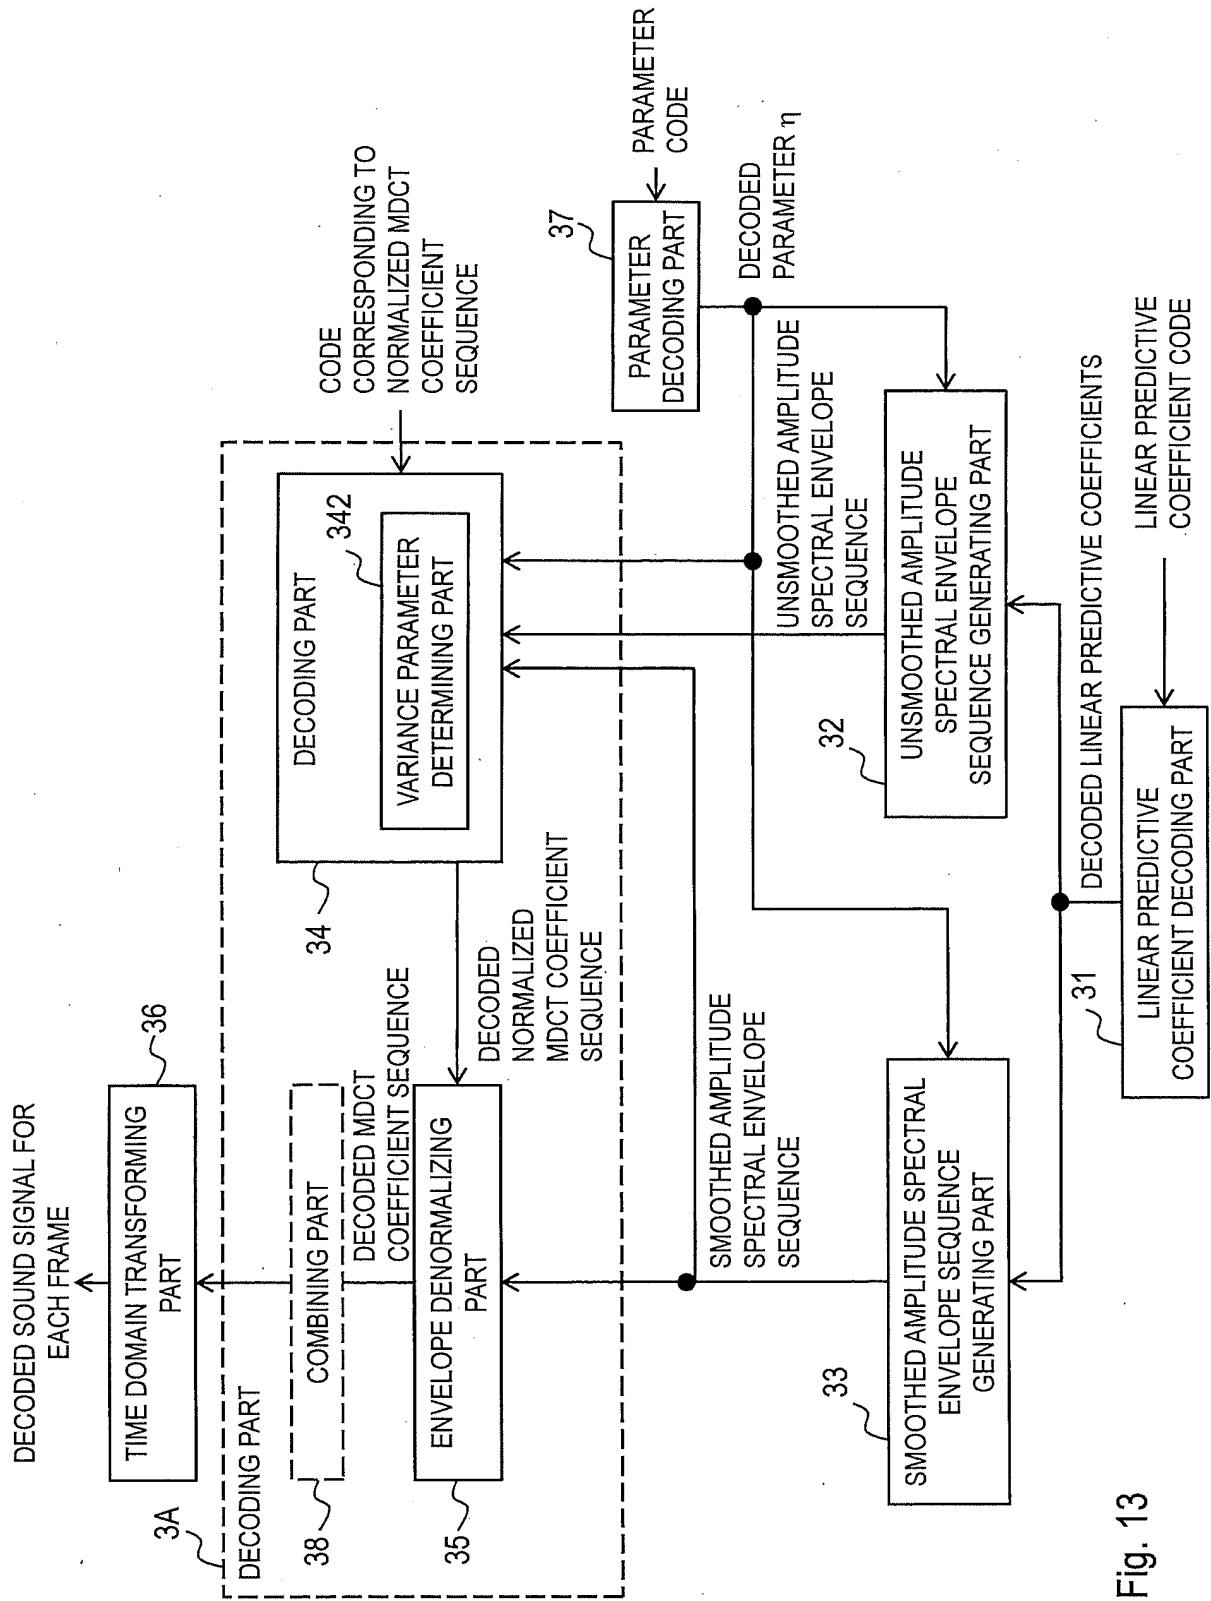 DECODED SOUND SIGNAL FOR
EACH FRAME
36
TIME DOMAIN TRANSFORMING
PART
3A
DECODING PART
38
COMBINING PART
DECODED MDCT
COEFFICIENT SEQUENCE
35
ENVELOPE DENORMALIZING
PART
DECODED
NORMALIZED
MDCT COEFFICIENT
SEQUENCE
34
DECODING PART
342
VARIANCE PARAMETER
DETERMINING PART
CODE
CORRESPONDING TO
NORMALIZED MDCT
COEFFICIENT
SEQUENCE
SMOOTHED AMPLITUDE
SPECTRAL ENVELOPE
SEQUENCE
UNSMOOTHED AMPLITUDE
SPECTRAL ENVELOPE
SEQUENCE
37
PARAMETER
DECODING PART
PARAMETER
CODE
DECODED
PARAMETER η
33
SMOOTHED AMPLITUDE SPECTRAL
ENVELOPE SEQUENCE
GENERATING PART
32
UNSMOOTHED AMPLITUDE
SPECTRAL ENVELOPE
SEQUENCE GENERATING PART
DECODED LINEAR PREDICTIVE COEFFICIENTS
31
LINEAR PREDICTIVE
COEFFICIENT DECODING PART
LINEAR PREDICTIVE
COEFFICIENT CODE
Fig. 13